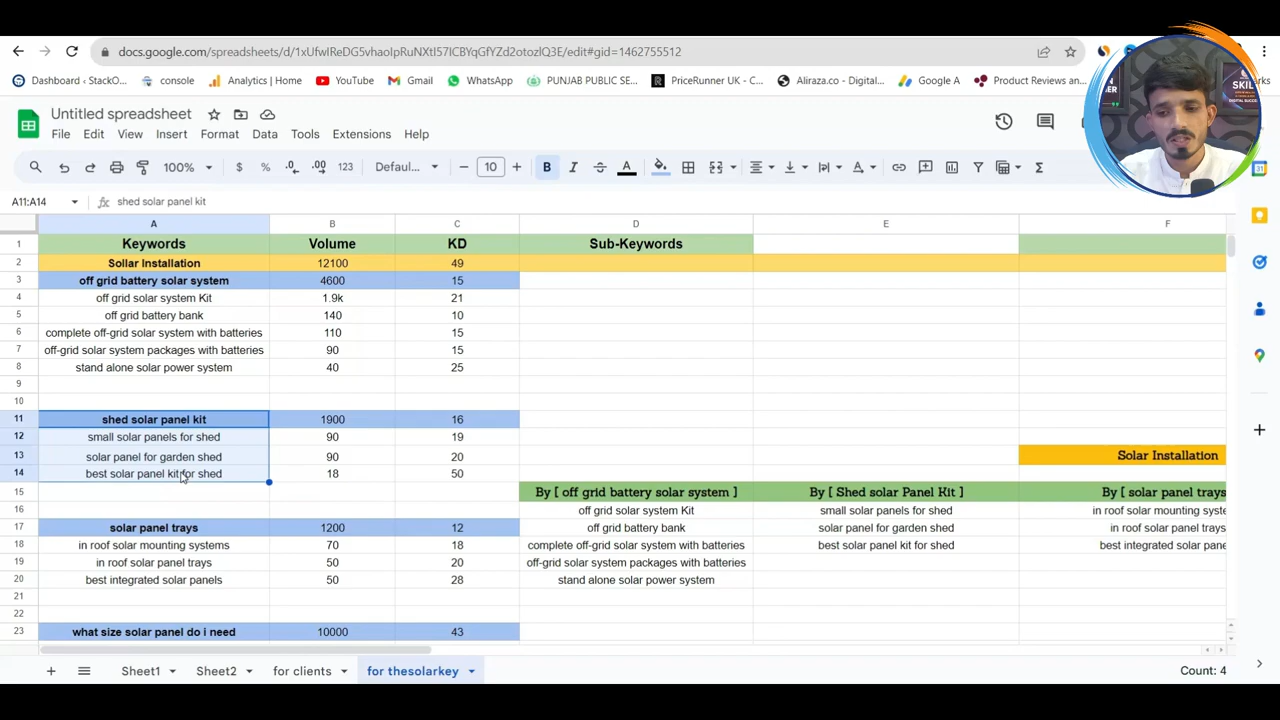 docs.google.com/spreadsheets/d/1xUfwIReDG5vhaoIpRuNXtI57ICBYqGfYZd2otozlQ3E/edit#gid=1462755512
Dashboard ‹ StackO... console Analytics | Home YouTube Gmail WhatsApp PUNJAB PUBLIC SE... PriceRunner UK - C... Aliraza.co - Digital... Google A Product Reviews an...
SKIL
Untitled spreadsheet
File Edit View Insert Format Data Tools Extensions Help
100% $ % .0 .00 123 Defaul... 10 B I S A
A11:A14 fx shed solar panel kit
A B C D E F
1 Keywords Volume KD Sub-Keywords
2 Sollar Installation 12100 49
3 off grid battery solar system 4600 15
4 off grid solar system Kit 1.9k 21
5 off grid battery bank 140 10
6 complete off-grid solar system with batteries 110 15
7 off-grid solar system packages with batteries 90 15
8 stand alone solar power system 40 25
9
10
11 shed solar panel kit 1900 16
12 small solar panels for shed 90 19
13 solar panel for garden shed 90 20 Solar Installation
14 best solar panel kit for shed 18 50
15 By [ off grid battery solar system ] By [ Shed solar Panel Kit ] By [ solar panel trays
16 off grid solar system Kit small solar panels for shed in roof solar mounting syste
17 solar panel trays 1200 12 off grid battery bank solar panel for garden shed in roof solar panel trays
18 in roof solar mounting systems 70 18 complete off-grid solar system with batteries best solar panel kit for shed best integrated solar pane
19 in roof solar panel trays 50 20 off-grid solar system packages with batteries
20 best integrated solar panels 50 28 stand alone solar power system
21
22
23 what size solar panel do i need 10000 43
Sheet1 Sheet2 for clients for thesolarkey Count: 4